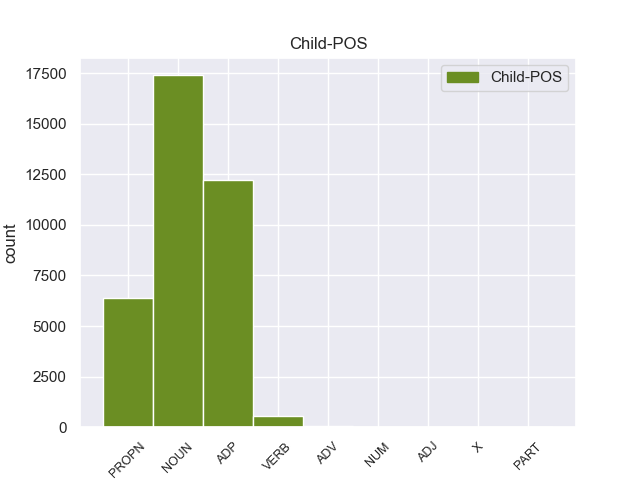 Child-POS
Child-POS
17500
15000
12500
10000
7500
5000
2500
0
count
PROPN
NOUN
ADP
VERB
ADV
NUM
ADJ
X
PART